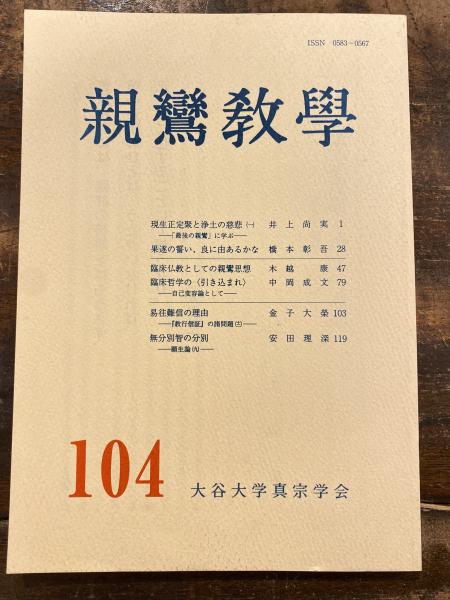 ISSN 0583-0567
親鸞教學
現生正定聚と浄土の慈悲 (一) 井上尚実 1
——「最後の親鸞」に学ぶ——
果遂の誓い、良に由あるかな 橋本彰吾 28
臨床仏教としての親鸞思想 木越康 47
臨床哲学の〈引き込まれ〉 中岡成文 79
——自己変容論として——
易往難信の理由 金子大榮 103
——『教行信証』の諸問題(六)——
無分別智の分別 安田理深 119
——願生論(八)——
104 大谷大学真宗学会